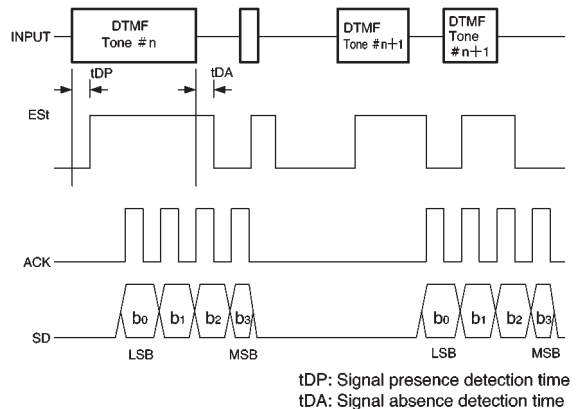 INPUT
DTMF
Tone #n
DTMF
Tone #n+1
DTMF
Tone
#n+1
tDP
tDA
ESt
ACK
SD
b0
b1
b2
b3
b0
b1
b2
b3
LSB
MSB
LSB
MSB
tDP: Signal presence detection time
tDA: Signal absence detection time